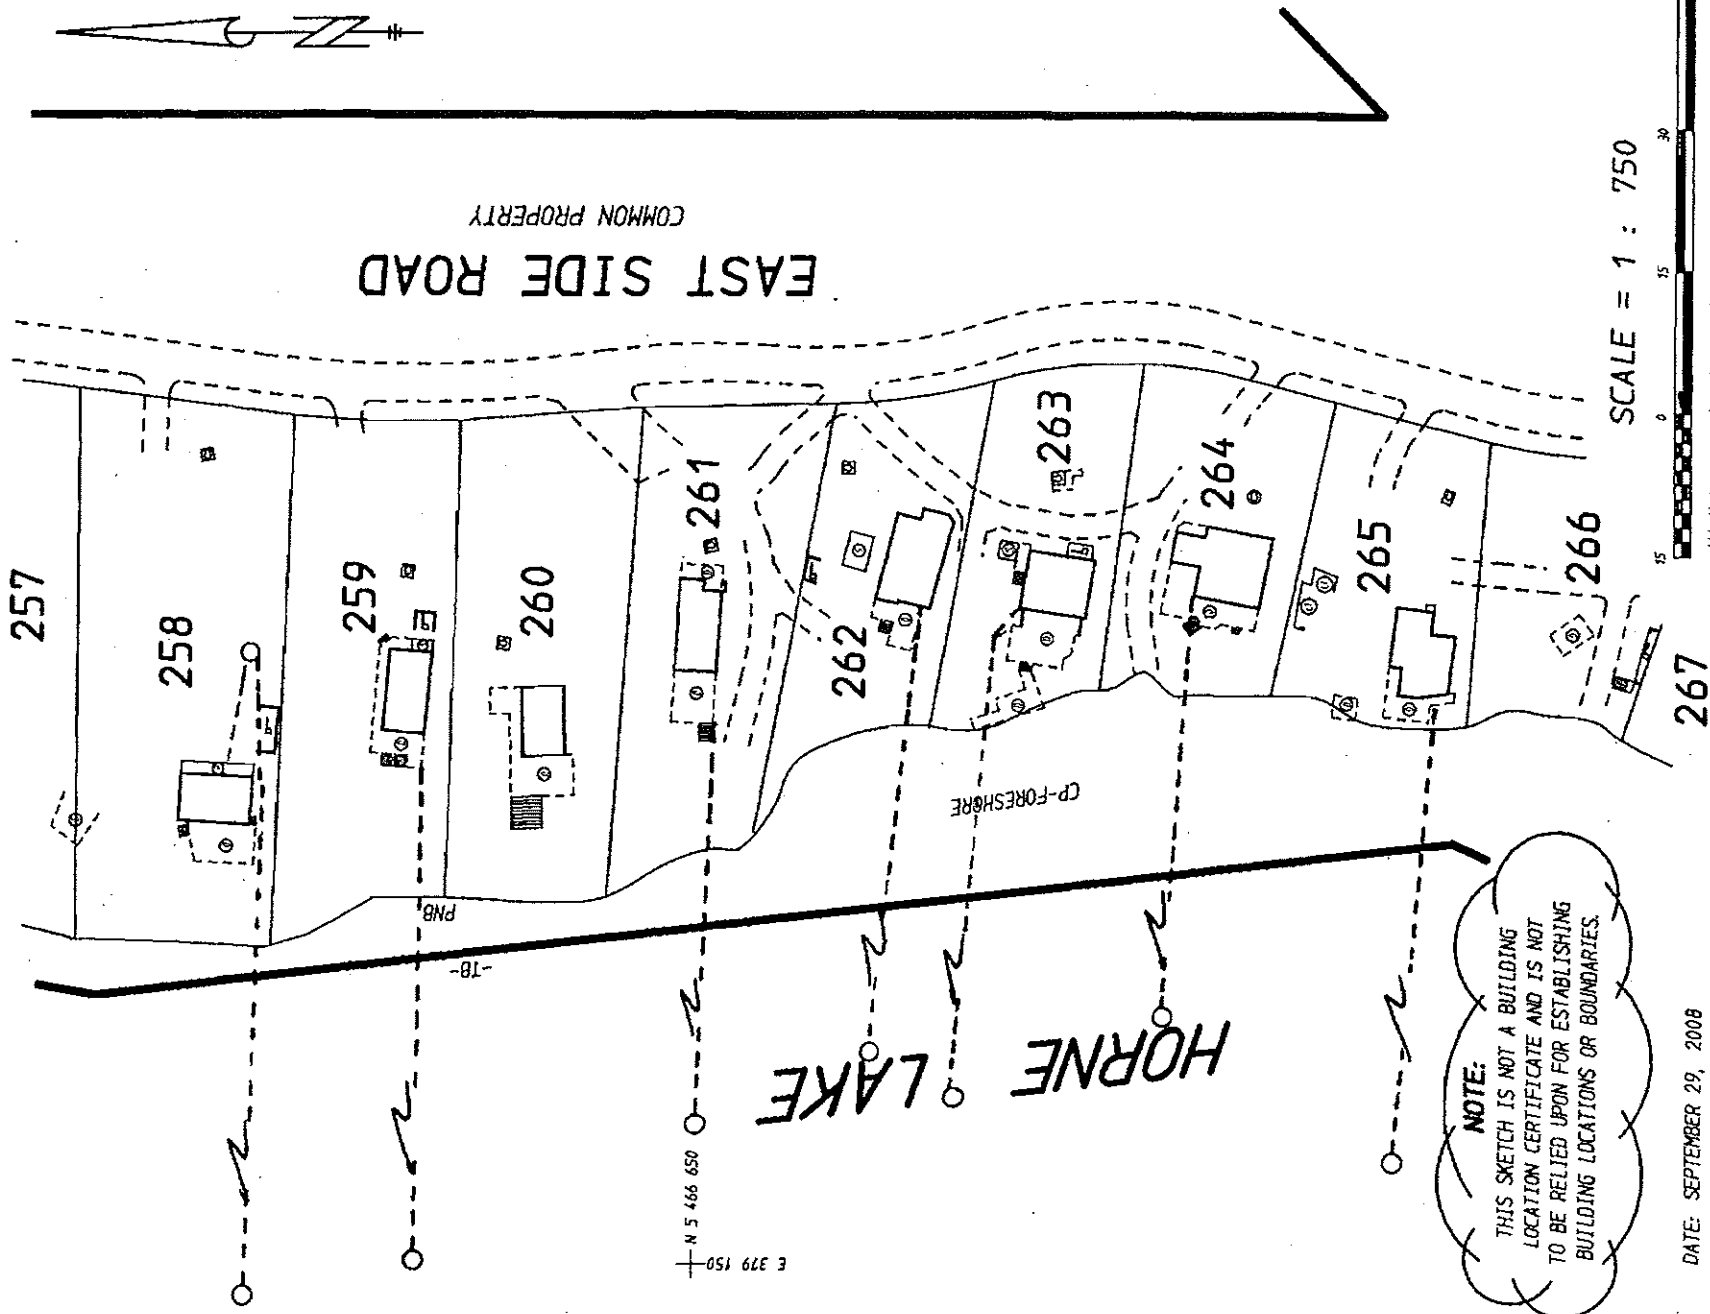 N
COMMON PROPERTY
EAST SIDE ROAD
257
258
259
260
261
262
263
264
265
266
267
CP-FORESHORE
PNB
-TB-
HORNE LAKE
N 5 466 650
E 379 150
SCALE = 1 : 750
15 0 15 30
NOTE:
THIS SKETCH IS NOT A BUILDING
LOCATION CERTIFICATE AND IS NOT
TO BE RELIED UPON FOR ESTABLISHING
BUILDING LOCATIONS OR BOUNDARIES.
DATE: SEPTEMBER 29, 2008